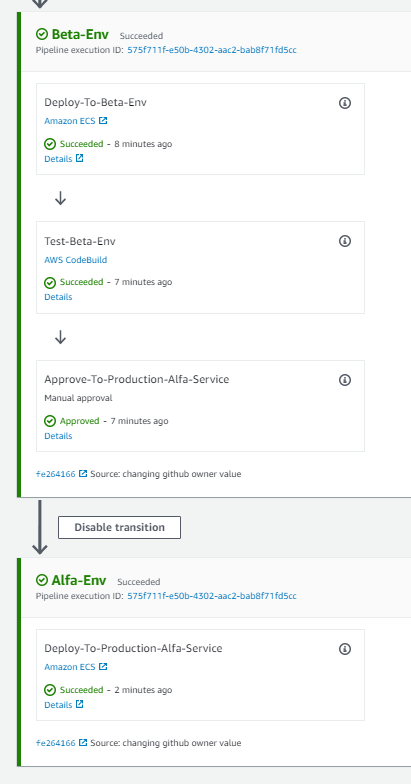 Beta-Env Succeeded
Pipeline execution ID: 575f711f-e50b-4302-aac2-bab8f71fd5cc
Deploy-To-Beta-Env
Amazon ECS
Succeeded - 8 minutes ago
Details
Test-Beta-Env
AWS CodeBuild
Succeeded - 7 minutes ago
Details
Approve-To-Production-Alfa-Service
Manual approval
Approved - 7 minutes ago
Details
fe264166 Source: changing github owner value
Disable transition
Alfa-Env Succeeded
Pipeline execution ID: 575f711f-e50b-4302-aac2-bab8f71fd5cc
Deploy-To-Production-Alfa-Service
Amazon ECS
Succeeded - 2 minutes ago
Details
fe264166 Source: changing github owner value